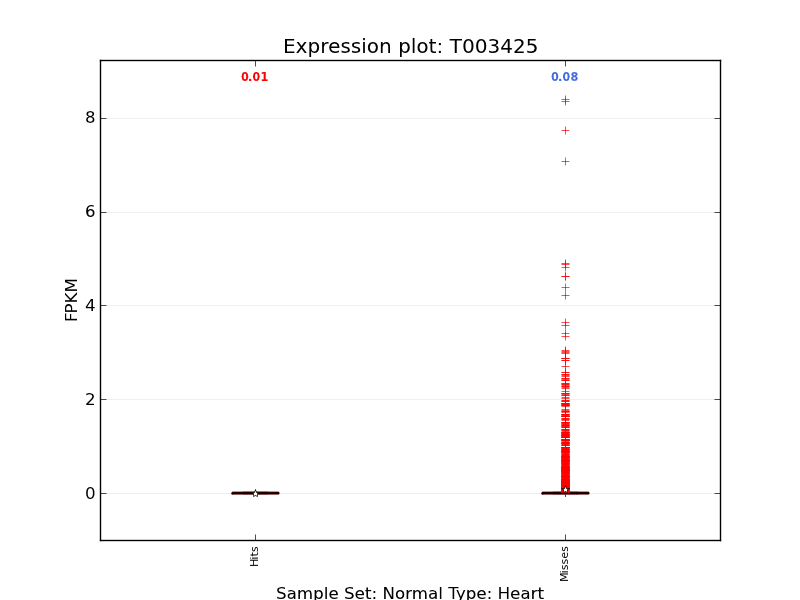 Expression plot: T003425
0.01
0.08
8
6
4
2
0
FPKM
Hits
Misses
Sample Set: Normal Type: Heart